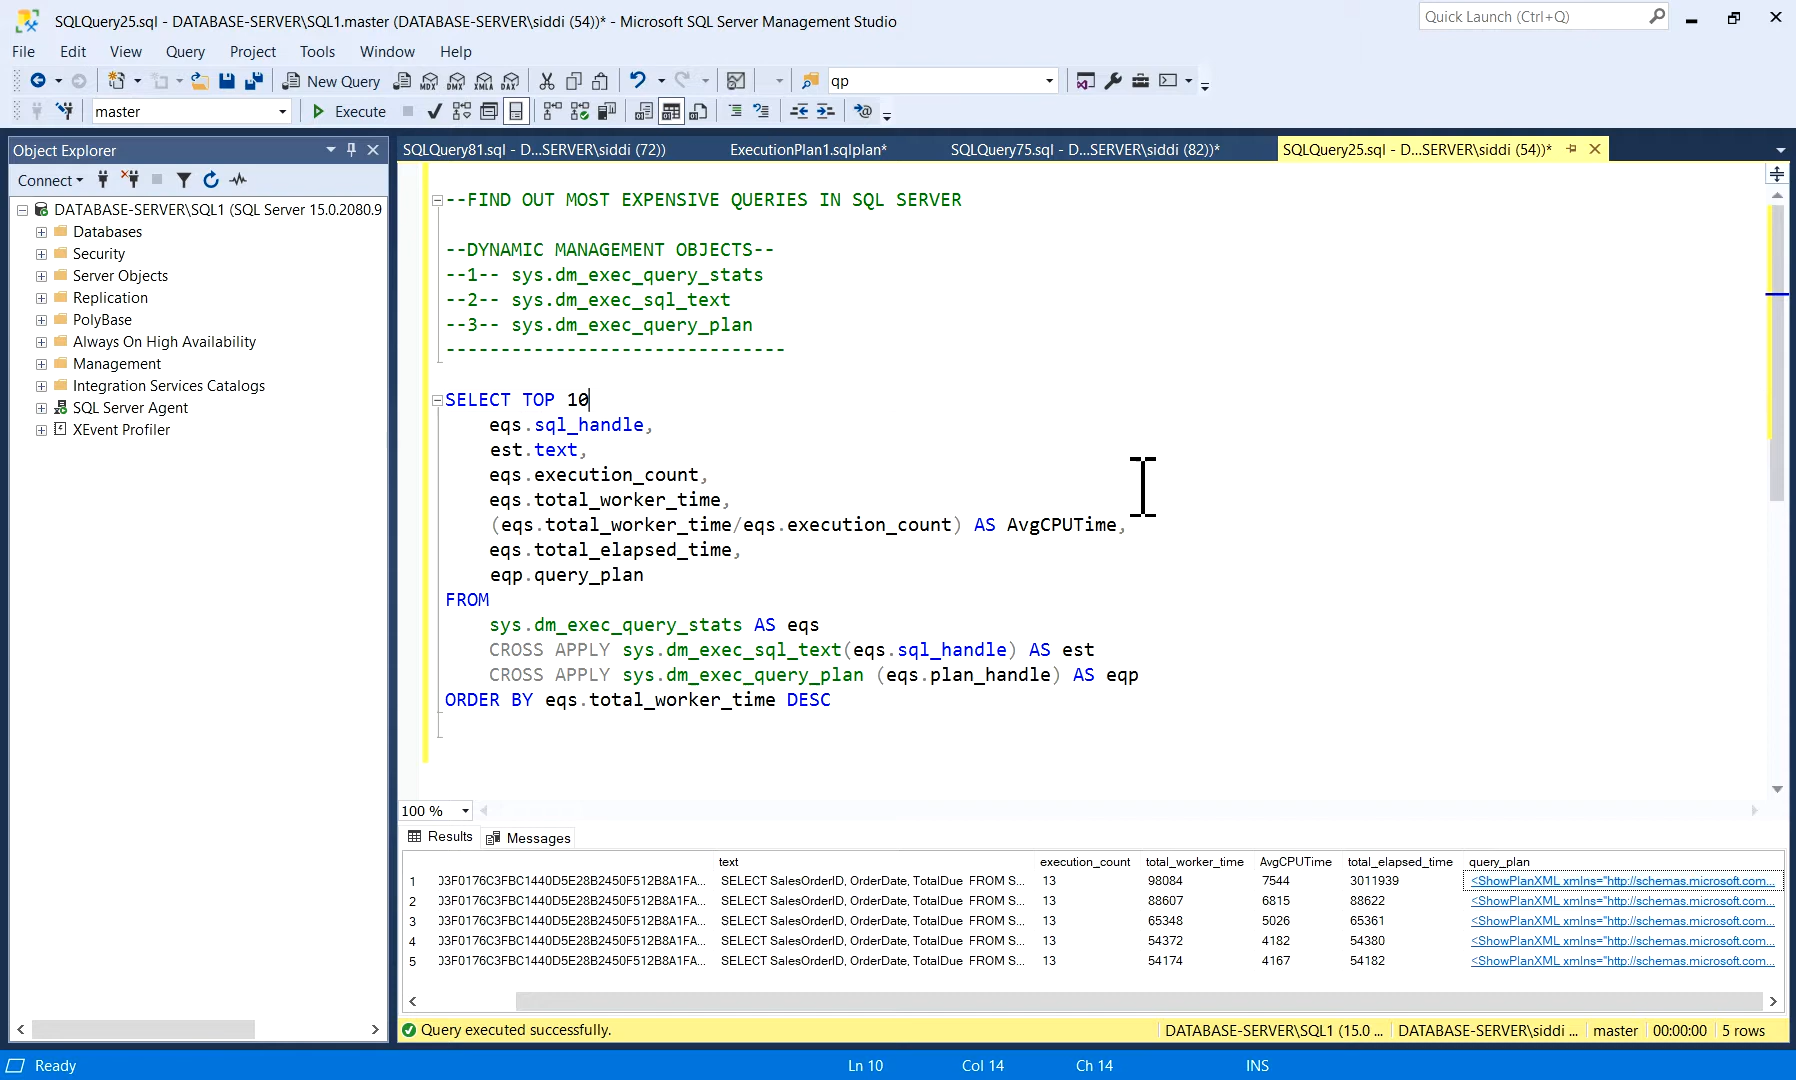 SQLQuery25.sql - DATABASE-SERVER\SQL1.master (DATABASE-SERVER\siddi (54))* - Microsoft SQL Server Management Studio
Quick Launch (Ctrl+Q)
File Edit View Query Project Tools Window Help
New Query MDX DMX XMLA DAX qp
master Execute
Object Explorer
Connect
DATABASE-SERVER\SQL1 (SQL Server 15.0.2080.9
Databases
Security
Server Objects
Replication
PolyBase
Always On High Availability
Management
Integration Services Catalogs
SQL Server Agent
XEvent Profiler
SQLQuery81.sql - D...SERVER\siddi (72)) ExecutionPlan1.sqlplan* SQLQuery75.sql - D...SERVER\siddi (82))* SQLQuery25.sql - D...SERVER\siddi (54))*
--FIND OUT MOST EXPENSIVE QUERIES IN SQL SERVER
--DYNAMIC MANAGEMENT OBJECTS--
--1-- sys.dm_exec_query_stats
--2-- sys.dm_exec_sql_text
--3-- sys.dm_exec_query_plan
-------------------------------
SELECT TOP 10
eqs.sql_handle,
est.text,
eqs.execution_count,
eqs.total_worker_time,
(eqs.total_worker_time/eqs.execution_count) AS AvgCPUTime,
eqs.total_elapsed_time,
eqp.query_plan
FROM
sys.dm_exec_query_stats AS eqs
CROSS APPLY sys.dm_exec_sql_text(eqs.sql_handle) AS est
CROSS APPLY sys.dm_exec_query_plan (eqs.plan_handle) AS eqp
ORDER BY eqs.total_worker_time DESC
100 %
Results Messages
text execution_count total_worker_time AvgCPUTime total_elapsed_time query_plan
1 03F0176C3FBC1440D5E28B2450F512B8A1FA... SELECT SalesOrderID, OrderDate, TotalDue FROM S... 13 98084 7544 3011939 <ShowPlanXML xmlns="http://schemas.microsoft.com...
2 03F0176C3FBC1440D5E28B2450F512B8A1FA... SELECT SalesOrderID, OrderDate, TotalDue FROM S... 13 88607 6815 88622 <ShowPlanXML xmlns="http://schemas.microsoft.com...
3 03F0176C3FBC1440D5E28B2450F512B8A1FA... SELECT SalesOrderID, OrderDate, TotalDue FROM S... 13 65348 5026 65361 <ShowPlanXML xmlns="http://schemas.microsoft.com...
4 03F0176C3FBC1440D5E28B2450F512B8A1FA... SELECT SalesOrderID, OrderDate, TotalDue FROM S... 13 54372 4182 54380 <ShowPlanXML xmlns="http://schemas.microsoft.com...
5 03F0176C3FBC1440D5E28B2450F512B8A1FA... SELECT SalesOrderID, OrderDate, TotalDue FROM S... 13 54174 4167 54182 <ShowPlanXML xmlns="http://schemas.microsoft.com...
Query executed successfully. DATABASE-SERVER\SQL1 (15.0 ... DATABASE-SERVER\siddi ... master 00:00:00 5 rows
Ready Ln 10 Col 14 Ch 14 INS